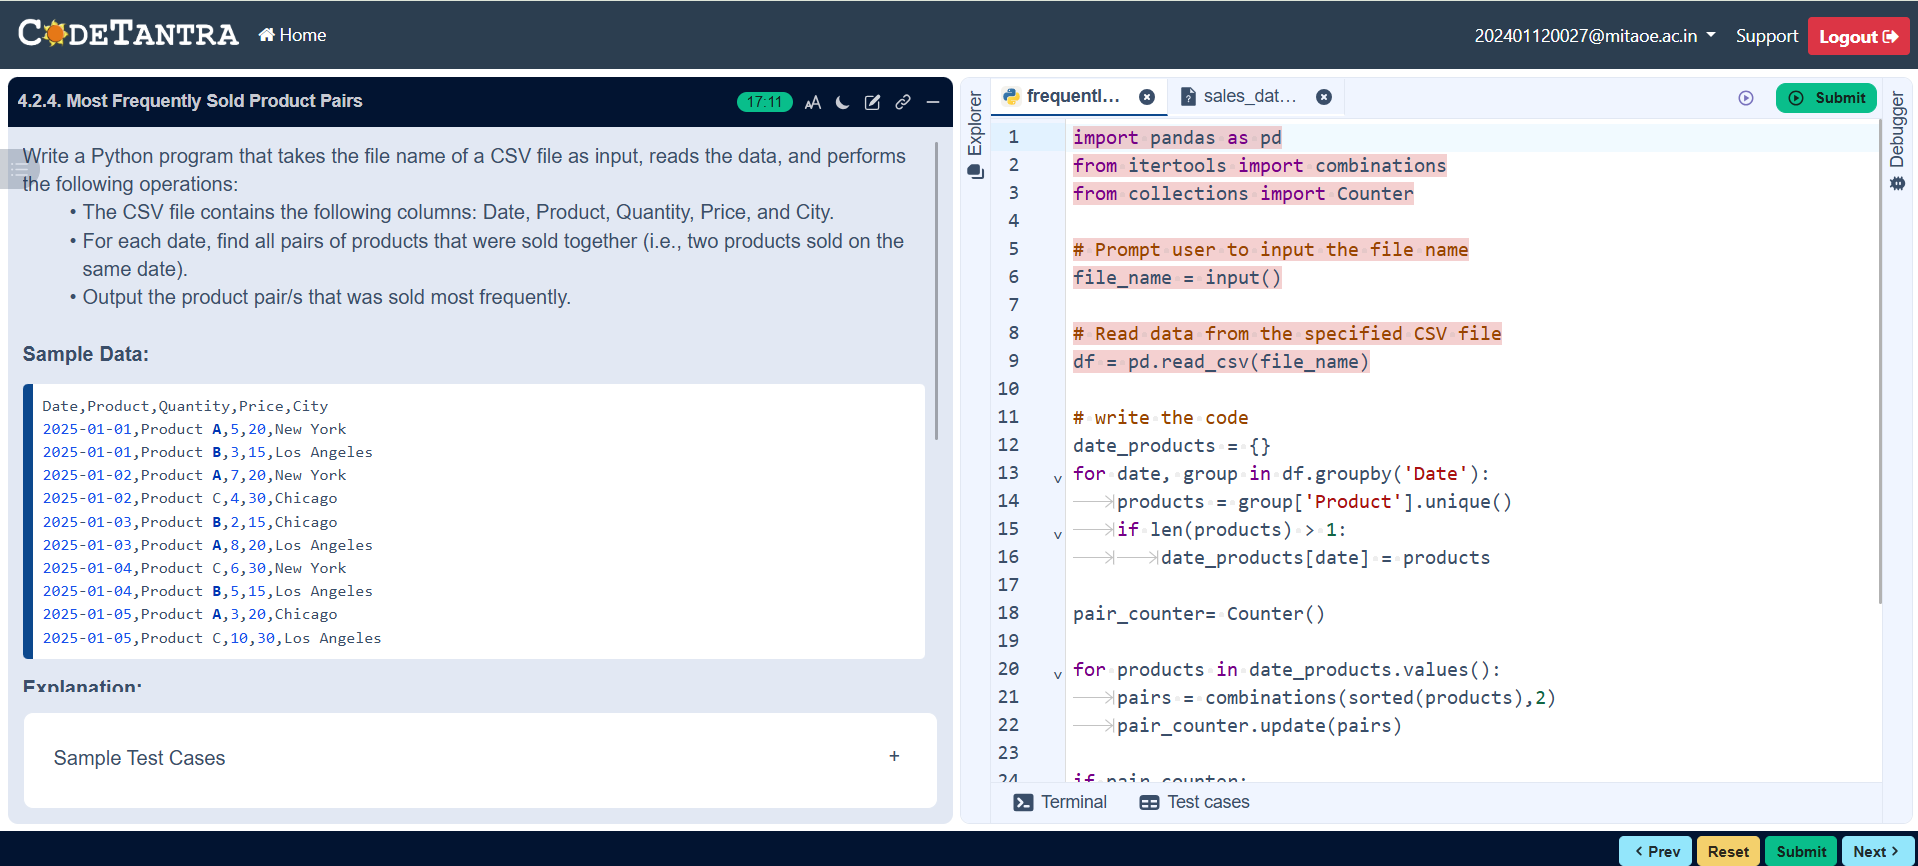 CODETANTRA Home 202401120027@mitaoe.ac.in Support Logout
4.2.4. Most Frequently Sold Product Pairs
17:11 AA
Write a Python program that takes the file name of a CSV file as input, reads the data, and performs
the following operations:
• The CSV file contains the following columns: Date, Product, Quantity, Price, and City.
• For each date, find all pairs of products that were sold together (i.e., two products sold on the
same date).
• Output the product pair/s that was sold most frequently.
Sample Data:
Date,Product,Quantity,Price,City
2025-01-01,Product A,5,20,New York
2025-01-01,Product B,3,15,Los Angeles
2025-01-02,Product A,7,20,New York
2025-01-02,Product C,4,30,Chicago
2025-01-03,Product B,2,15,Chicago
2025-01-03,Product A,8,20,Los Angeles
2025-01-04,Product C,6,30,New York
2025-01-04,Product B,5,15,Los Angeles
2025-01-05,Product A,3,20,Chicago
2025-01-05,Product C,10,30,Los Angeles
Explanation:
Sample Test Cases +
Explorer
frequentl... sales_dat... Submit
Debugger
1 import pandas as pd
2 from itertools import combinations
3 from collections import Counter
4
5 # Prompt user to input the file name
6 file_name = input()
7
8 # Read data from the specified CSV file
9 df = pd.read_csv(file_name)
10
11 # write the code
12 date_products = {}
13 for date, group in df.groupby('Date'):
14 products = group['Product'].unique()
15 if len(products) > 1:
16 date_products[date] = products
17
18 pair_counter= Counter()
19
20 for products in date_products.values():
21 pairs = combinations(sorted(products),2)
22 pair_counter.update(pairs)
23
24 if pair_counter:
Terminal Test cases
< Prev Reset Submit Next >